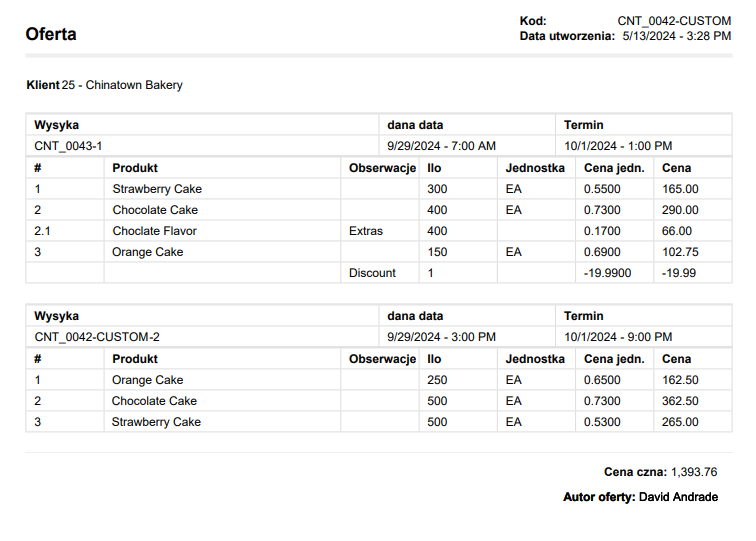 Oferta
Kod: CNT_0042-CUSTOM
Data utworzenia: 5/13/2024 - 3:28 PM
Klient 25 - Chinatown Bakery
Wysyka dana data Termin
CNT_0043-1 9/29/2024 - 7:00 AM 10/1/2024 - 1:00 PM
# Produkt Obserwacje Ilo Jednostka Cena jedn. Cena
1 Strawberry Cake 300 EA 0.5500 165.00
2 Chocolate Cake 400 EA 0.7300 290.00
2.1 Choclate Flavor Extras 400 0.1700 66.00
3 Orange Cake 150 EA 0.6900 102.75
Discount 1 -19.9900 -19.99
Wysyka dana data Termin
CNT_0042-CUSTOM-2 9/29/2024 - 3:00 PM 10/1/2024 - 9:00 PM
# Produkt Obserwacje Ilo Jednostka Cena jedn. Cena
1 Orange Cake 250 EA 0.6500 162.50
2 Chocolate Cake 500 EA 0.7300 362.50
3 Strawberry Cake 500 EA 0.5300 265.00
Cena czna: 1,393.76
Autor oferty: David Andrade